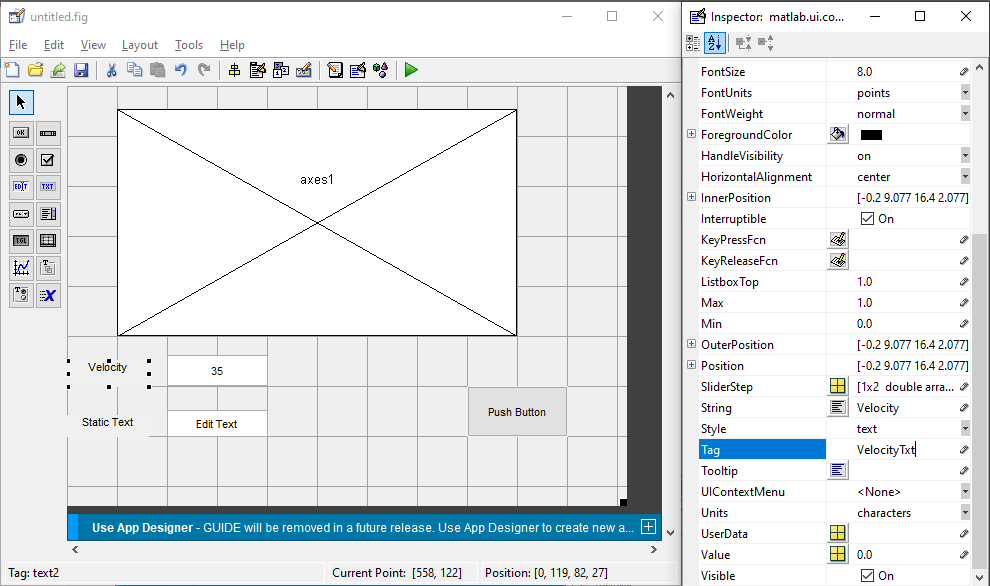 untitled.fig
File Edit View Layout Tools Help
OK
EDIT TXT
TGL
axes1
Velocity 35
Static Text Edit Text
Push Button
Use App Designer - GUIDE will be removed in a future release. Use App Designer to create new a...
Tag: text2 Current Point: [558, 122] Position: [0, 119, 82, 27]
Inspector: matlab.ui.co...
FontSize 8.0
FontUnits points
FontWeight normal
ForegroundColor
HandleVisibility on
HorizontalAlignment center
InnerPosition [-0.2 9.077 16.4 2.077]
Interruptible On
KeyPressFcn
KeyReleaseFcn
ListboxTop 1.0
Max 1.0
Min 0.0
OuterPosition [-0.2 9.077 16.4 2.077]
Position [-0.2 9.077 16.4 2.077]
SliderStep [1x2 double arra...
String Velocity
Style text
Tag VelocityTxt
Tooltip
UIContextMenu <None>
Units characters
UserData
Value 0.0
Visible On